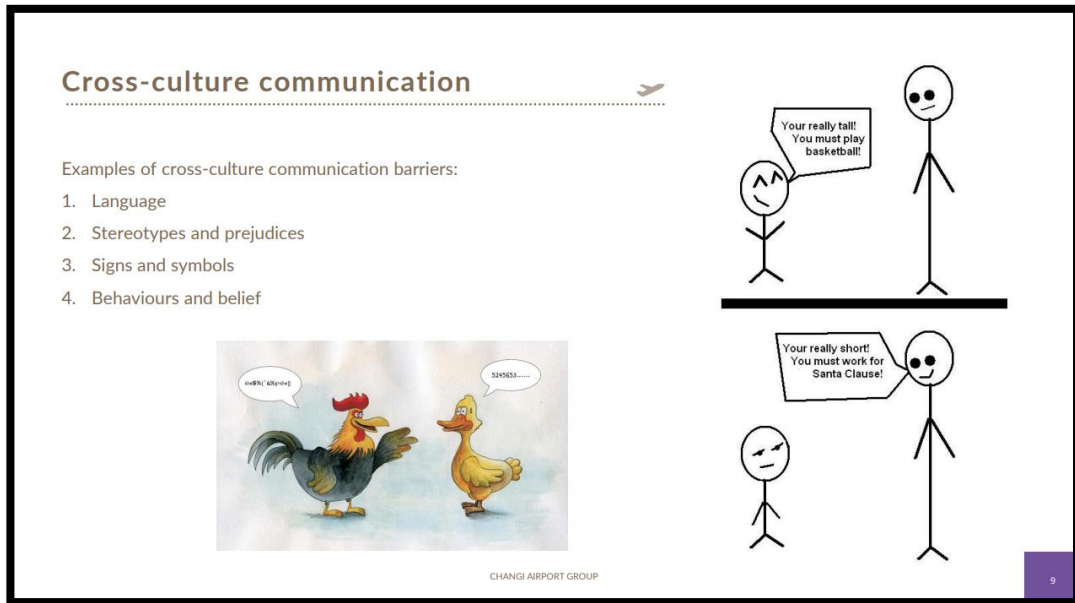 Cross-culture communication
Examples of cross-culture communication barriers:
1. Language
2. Stereotypes and prejudices
3. Signs and symbols
4. Behaviours and belief
5245653......
Your really tall!
You must play
basketball!
Your really short!
You must work for
Santa Clause!
CHANGI AIRPORT GROUP
9